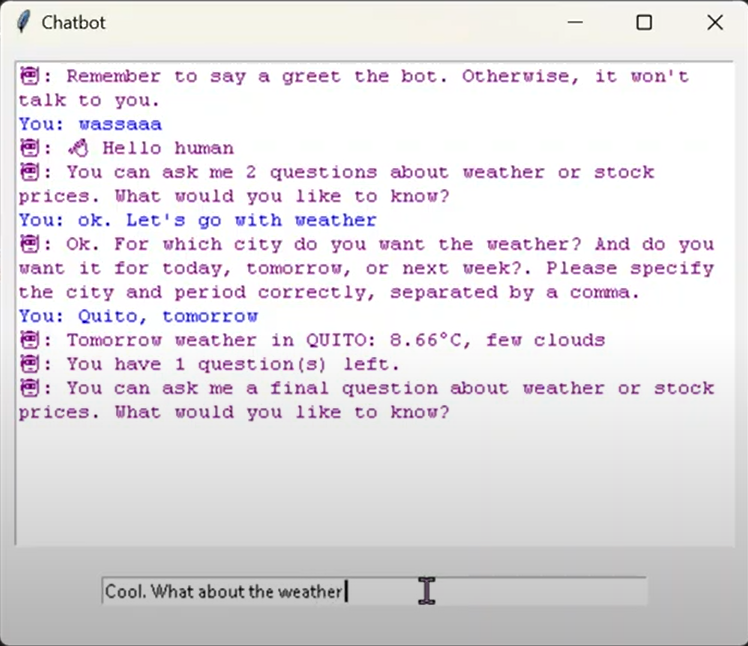 Chatbot
: Remember to say a greet the bot. Otherwise, it won't
talk to you.
You: wassaaa
: Hello human
: You can ask me 2 questions about weather or stock
prices. What would you like to know?
You: ok. Let's go with weather
: Ok. For which city do you want the weather? And do you
want it for today, tomorrow, or next week?. Please specify
the city and period correctly, separated by a comma.
You: Quito, tomorrow
: Tomorrow weather in QUITO: 8.66°C, few clouds
: You have 1 question(s) left.
: You can ask me a final question about weather or stock
prices. What would you like to know?
Cool. What about the weather